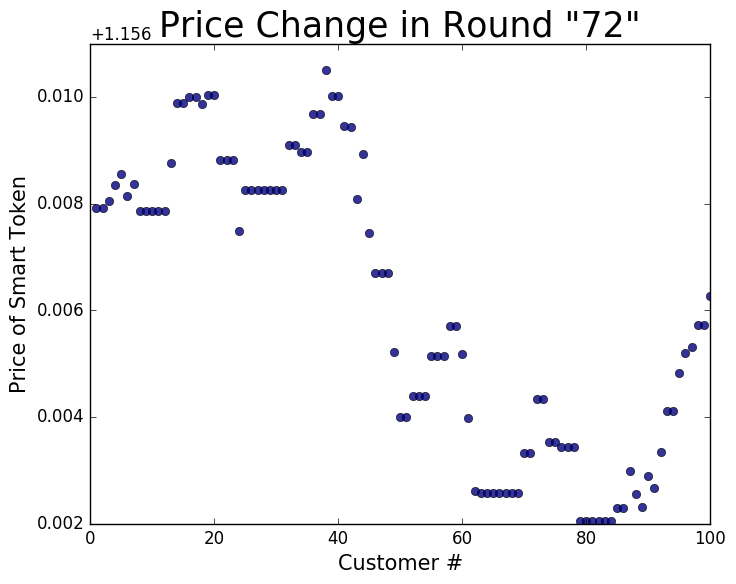 Price Change in Round "72"
+1.156
0.010
0.008
0.006
0.004
0.002
Price of Smart Token
0 20 40 60 80 100
Customer #